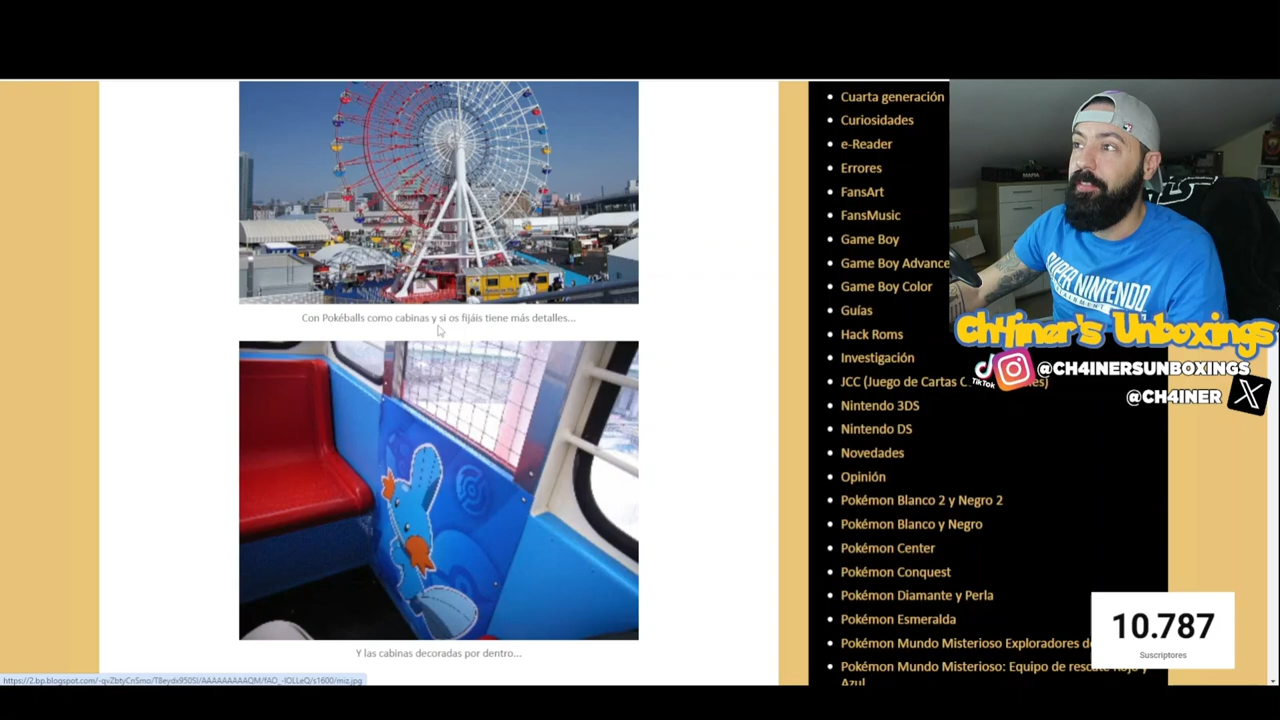 Con Pokéballs como cabinas y si os fijáis tiene más detalles...
Y las cabinas decoradas por dentro...
Cuarta generación
Curiosidades
e-Reader
Errores
FansArt
FansMusic
Game Boy
Game Boy Advance
Game Boy Color
Guías
Hack Roms
Investigación
JCC (Juego de Cartas
Nintendo 3DS
Nintendo DS
Novedades
Opinión
Pokémon Blanco 2 y Negro 2
Pokémon Blanco y Negro
Pokémon Center
Pokémon Conquest
Pokémon Diamante y Perla
Pokémon Esmeralda
Pokémon Mundo Misterioso Exploradores
Pokémon Mundo Misterioso: Equipo de rescate
Azul
SUPER NINTENDO
Ch4iner's Unboxings
TikTok
@CH4INERSUNBOXINGS
@CH4INER
10.787
Suscriptores